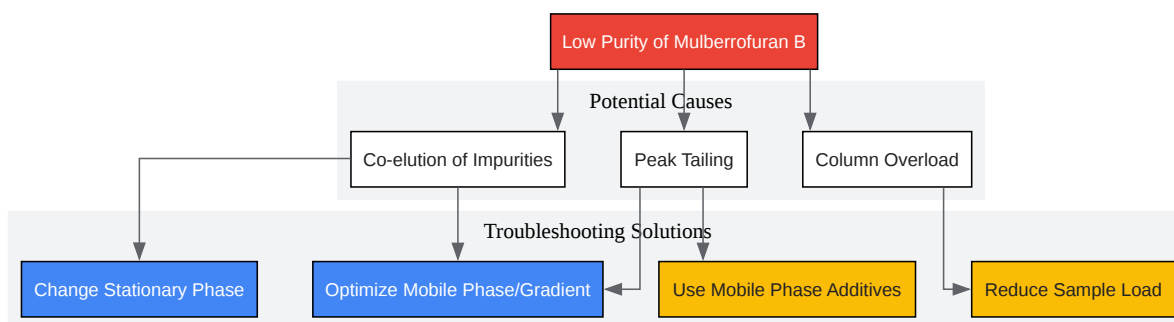 Low Purity of Mulberrofuran B
Potential Causes
Co-elution of Impurities
Peak Tailing
Column Overload
Troubleshooting Solutions
Change Stationary Phase
Optimize Mobile Phase/Gradient
Use Mobile Phase Additives
Reduce Sample Load